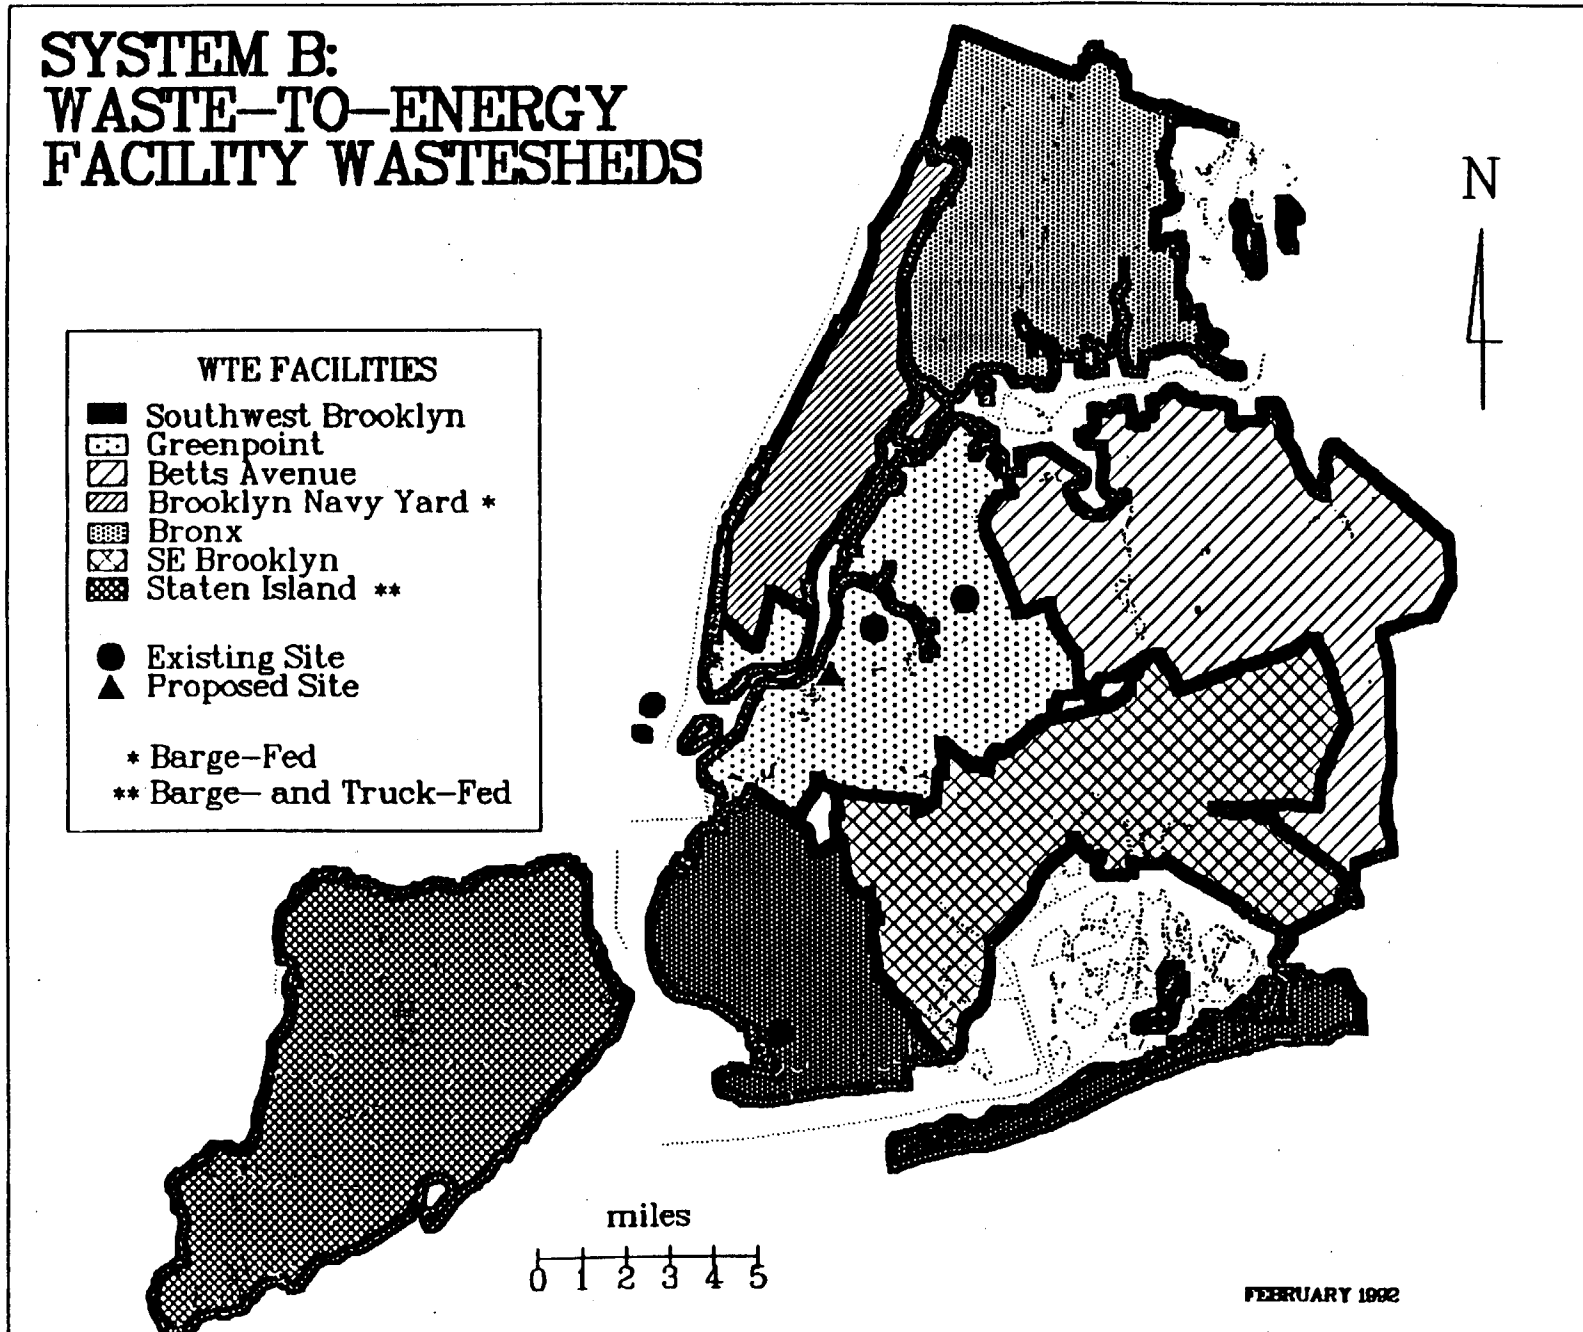 SYSTEM B:
WASTE-TO-ENERGY
FACILITY WASTESHEDS
N
WTE FACILITIES
Southwest Brooklyn
Greenpoint
Betts Avenue
Brooklyn Navy Yard *
Bronx
SE Brooklyn
Staten Island **
Existing Site
Proposed Site
* Barge-Fed
** Barge- and Truck-Fed
miles
0 1 2 3 4 5
FEBRUARY 1992